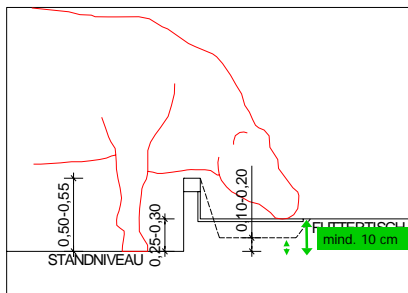 0,50-0,55
0,25-0,30
0,10-0,20
FUTTERTISCH
mind. 10 cm
STANDNIVEAU